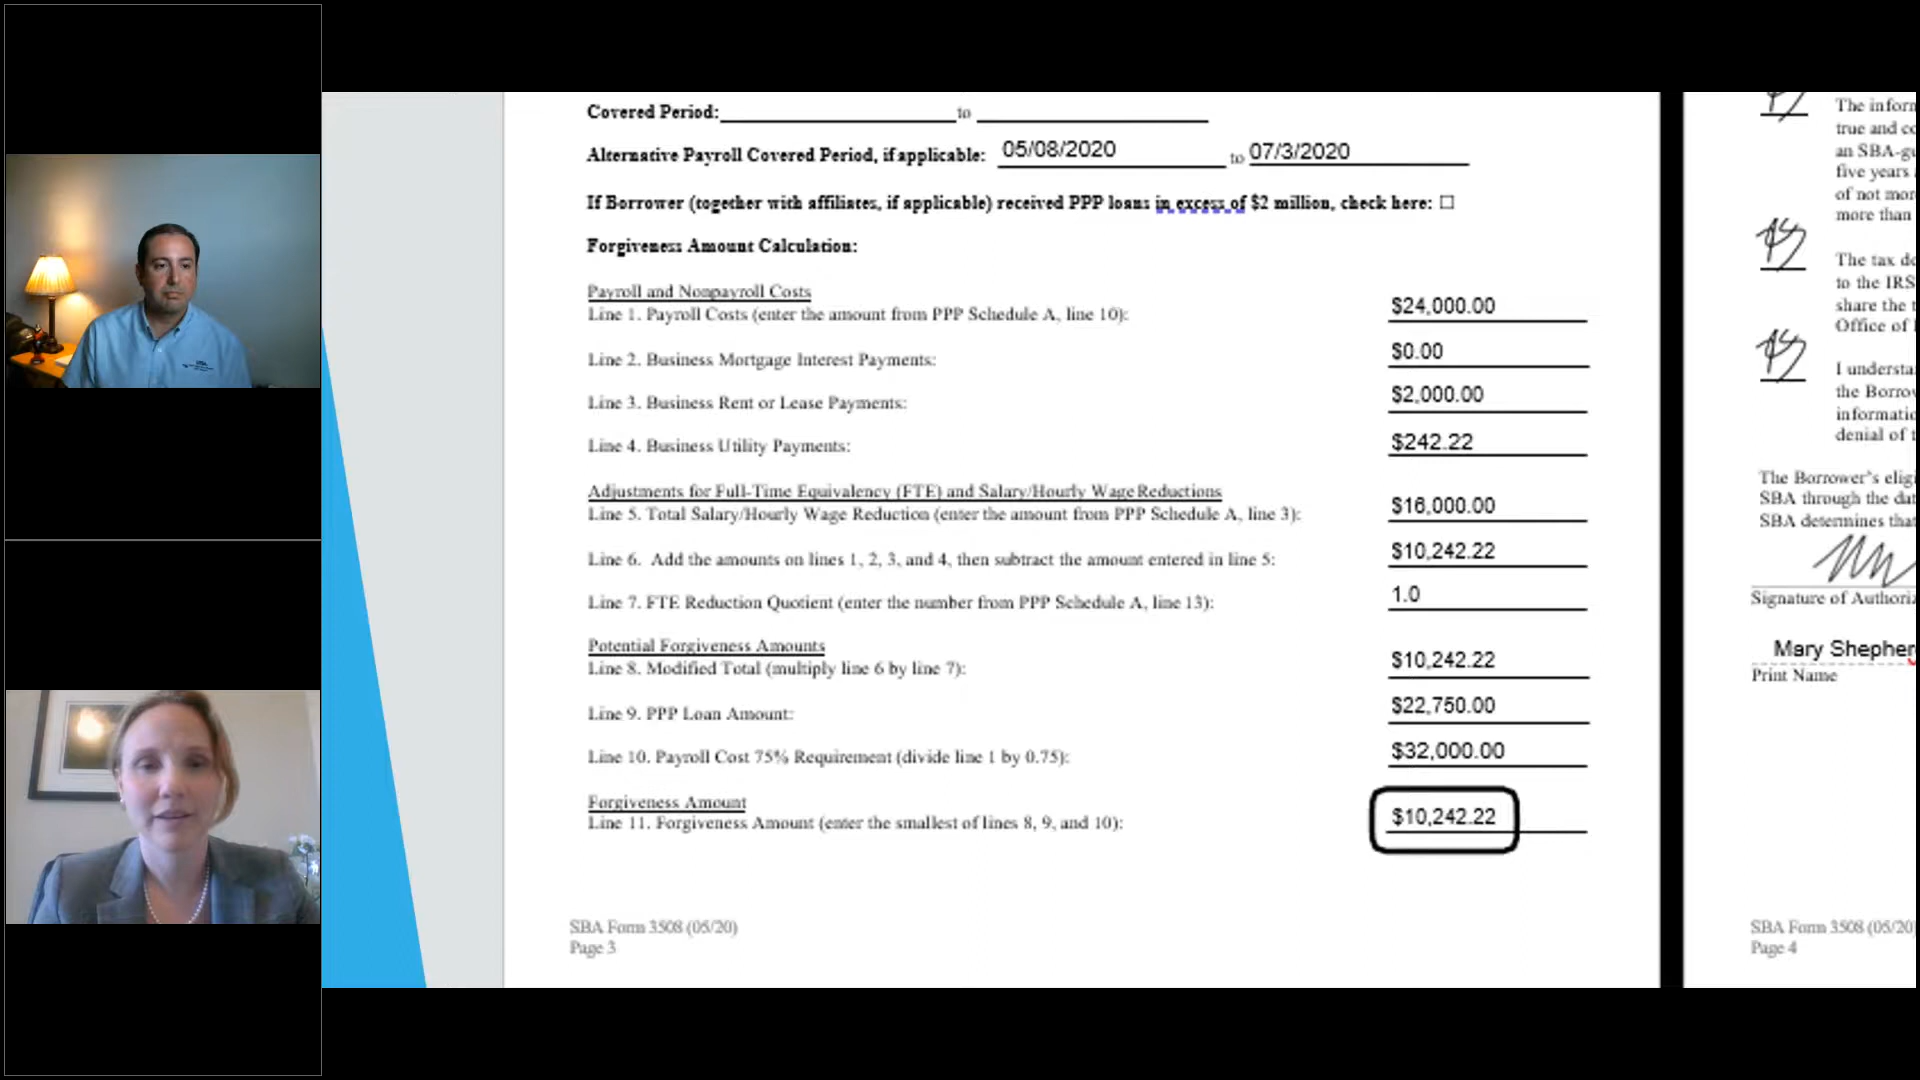 Covered Period: to
Alternative Payroll Covered Period, if applicable: 05/08/2020 to 07/3/2020
If Borrower (together with affiliates, if applicable) received PPP loans in excess of $2 million, check here: ☐
Forgiveness Amount Calculation:
Payroll and Nonpayroll Costs
Line 1. Payroll Costs (enter the amount from PPP Schedule A, line 10): $24,000.00
Line 2. Business Mortgage Interest Payments: $0.00
Line 3. Business Rent or Lease Payments: $2,000.00
Line 4. Business Utility Payments: $242.22
Adjustments for Full-Time Equivalency (FTE) and Salary/Hourly Wage Reductions
Line 5. Total Salary/Hourly Wage Reduction (enter the amount from PPP Schedule A, line 3): $16,000.00
Line 6. Add the amounts on lines 1, 2, 3, and 4, then subtract the amount entered in line 5: $10,242.22
Line 7. FTE Reduction Quotient (enter the number from PPP Schedule A, line 13): 1.0
Potential Forgiveness Amounts
Line 8. Modified Total (multiply line 6 by line 7): $10,242.22
Line 9. PPP Loan Amount: $22,750.00
Line 10. Payroll Cost 75% Requirement (divide line 1 by 0.75): $32,000.00
Forgiveness Amount
Line 11. Forgiveness Amount (enter the smallest of lines 8, 9, and 10): $10,242.22
SBA Form 3508 (05/20)
Page 3
The inform
true and co
an SBA-gu
five years
of not mor
more than
The tax do
to the IRS
share the t
Office of
I understa
the Borrow
informatio
denial of t
The Borrower's eligi
SBA through the dat
SBA determines that
Signature of Authoriz
Mary Shepher
Print Name
SBA Form 3508 (05/20)
Page 4